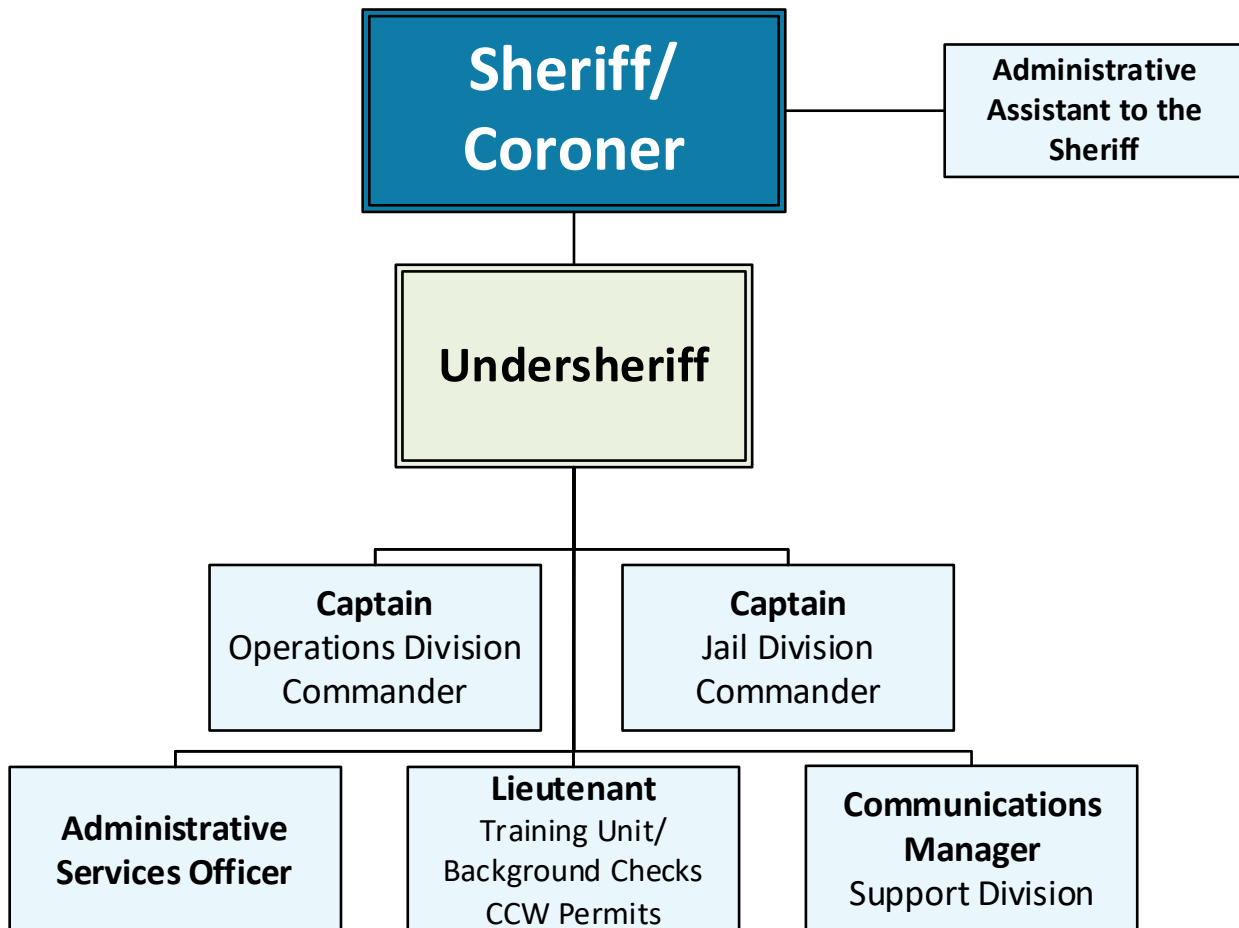 Sheriff/
Coroner
Administrative
Assistant to the
Sheriff
Undersheriff
Captain
Operations Division
Commander
Captain
Jail Division
Commander
Administrative
Services Officer
Lieutenant
Training Unit/
Background Checks
CCW Permits
Communications
Manager
Support Division